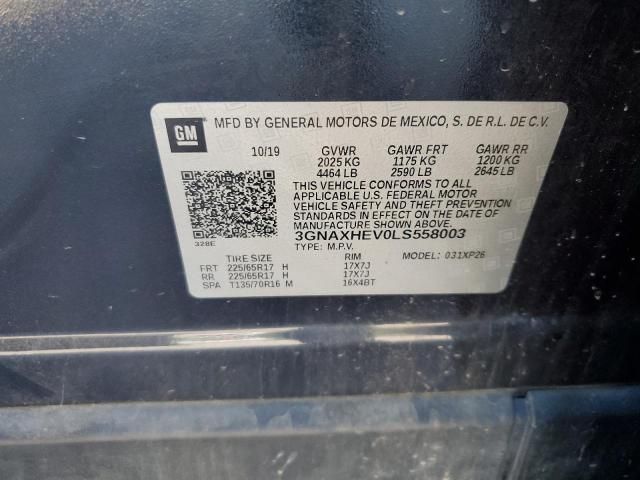 GM MFD BY GENERAL MOTORS DE MEXICO, S. DE R.L. DE C.V.
10/19 GVWR GAWR FRT GAWR RR
2025 KG 1175 KG 1200 KG
4464 LB 2590 LB 2645 LB
THIS VEHICLE CONFORMS TO ALL
APPLICABLE U.S. FEDERAL MOTOR
VEHICLE SAFETY AND THEFT PREVENTION
STANDARDS IN EFFECT ON THE DATE OF
MANUFACTURE SHOWN ABOVE.
3GNAXHEV0LS558003
328E TYPE: M.P.V. MODEL: 031XP26
TIRE SIZE RIM
FRT 225/65R17 H 17X7J
RR 225/65R17 H 17X7J
SPA T135/70R16 M 16X4BT